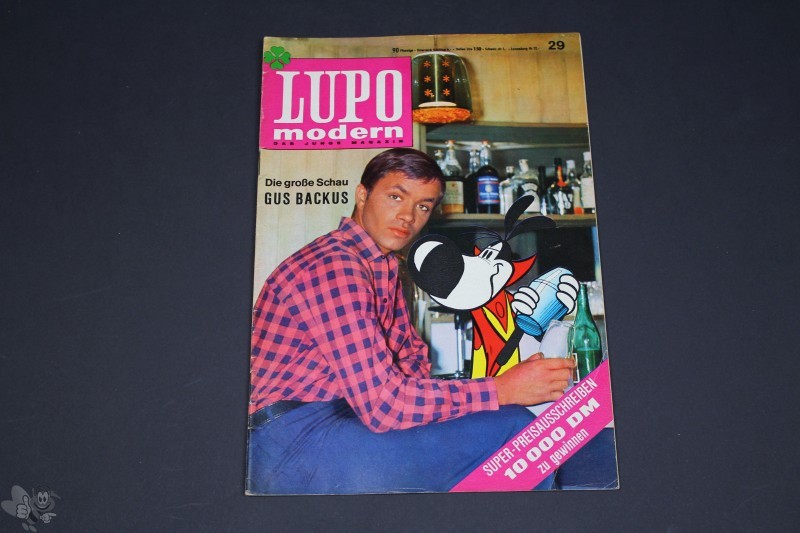 29
LUPO
modern
DAS JUNGE MAGAZIN
Die große Schau
GUS BACKUS
SUPER-PREISAUSSCHREIBEN
10 000 DM
zu gewinnen